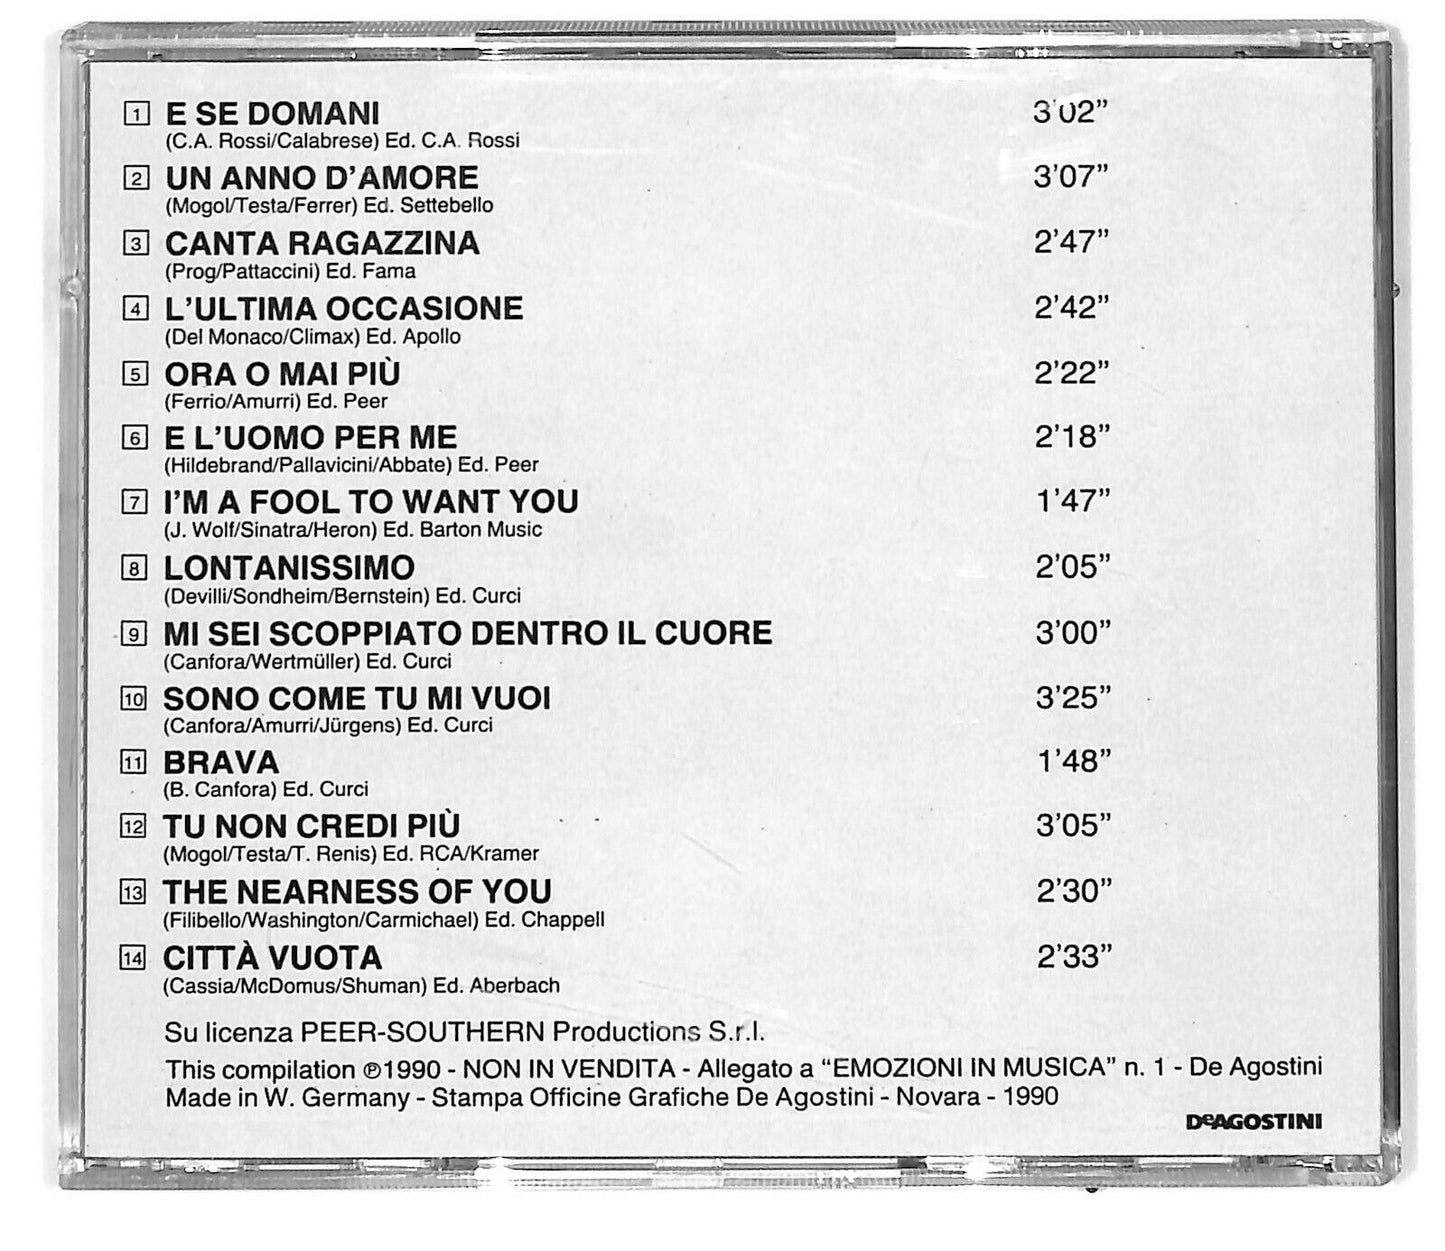 1 E SE DOMANI 3'02”
(C.A. Rossi/Calabrese) Ed. C.A. Rossi
2 UN ANNO D’AMORE 3’07”
(Mogol/Testa/Ferrer) Ed. Settebello
3 CANTA RAGAZZINA 2’47”
(Prog/Pattaccini) Ed. Fama
4 L’ULTIMA OCCASIONE 2’42”
(Del Monaco/Climax) Ed. Apollo
5 ORA O MAI PIÙ 2’22”
(Ferrio/Amurri) Ed. Peer
6 E L’UOMO PER ME 2’18”
(Hildebrand/Pallavicini/Abbate) Ed. Peer
7 I’M A FOOL TO WANT YOU 1’47”
(J. Wolf/Sinatra/Heron) Ed. Barton Music
8 LONTANISSIMO 2’05”
(Devilli/Sondheim/Bernstein) Ed. Curci
9 MI SEI SCOPPIATO DENTRO IL CUORE 3’00”
(Canfora/Wertmüller) Ed. Curci
10 SONO COME TU MI VUOI 3’25”
(Canfora/Amurri/Jürgens) Ed. Curci
11 BRAVA 1’48”
(B. Canfora) Ed. Curci
12 TU NON CREDI PIÙ 3’05”
(Mogol/Testa/T. Renis) Ed. RCA/Kramer
13 THE NEARNESS OF YOU 2’30”
(Filibello/Washington/Carmichael) Ed. Chappell
14 CITTÀ VUOTA 2’33”
(Cassia/McDomus/Shuman) Ed. Aberbach
Su licenza PEER-SOUTHERN Productions S.r.l.
This compilation ℗1990 - NON IN VENDITA - Allegato a “EMOZIONI IN MUSICA” n. 1 - De Agostini
Made in W. Germany - Stampa Officine Grafiche De Agostini - Novara - 1990
DeAGOSTINI